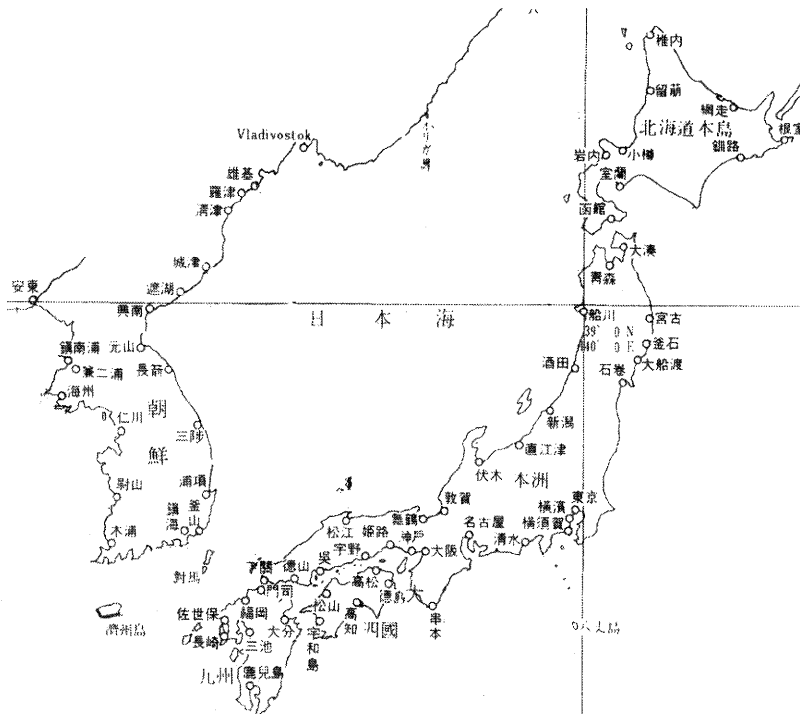 稚内
留萠
網走
北海道本島
根室
釧路
小樽
岩内
室蘭
函館
Vladivostok
雄基
羅津
清津
城津
遮湖
興南
安東
大湊
青森
日本海
船川
39° 0 N
140° 0 E
宮古
釜石
大船渡
石巻
酒田
新潟
直江津
伏木
本洲
鎮南浦
兼二浦
海州
元山
長箭
朝鮮
仁川
三陟
浦項
群山
鎮海
釜山
木浦
對馬
濟州島
敦賀
舞鶴
松江
姫路
宇野
神戸
大阪
名古屋
清水
横濱
東京
横須賀
下關
徳山
呉
門司
高松
徳島
松山
高知
四國
串本
八丈島
佐世保
福岡
長崎
三池
大分
宇和島
九州
鹿兒島